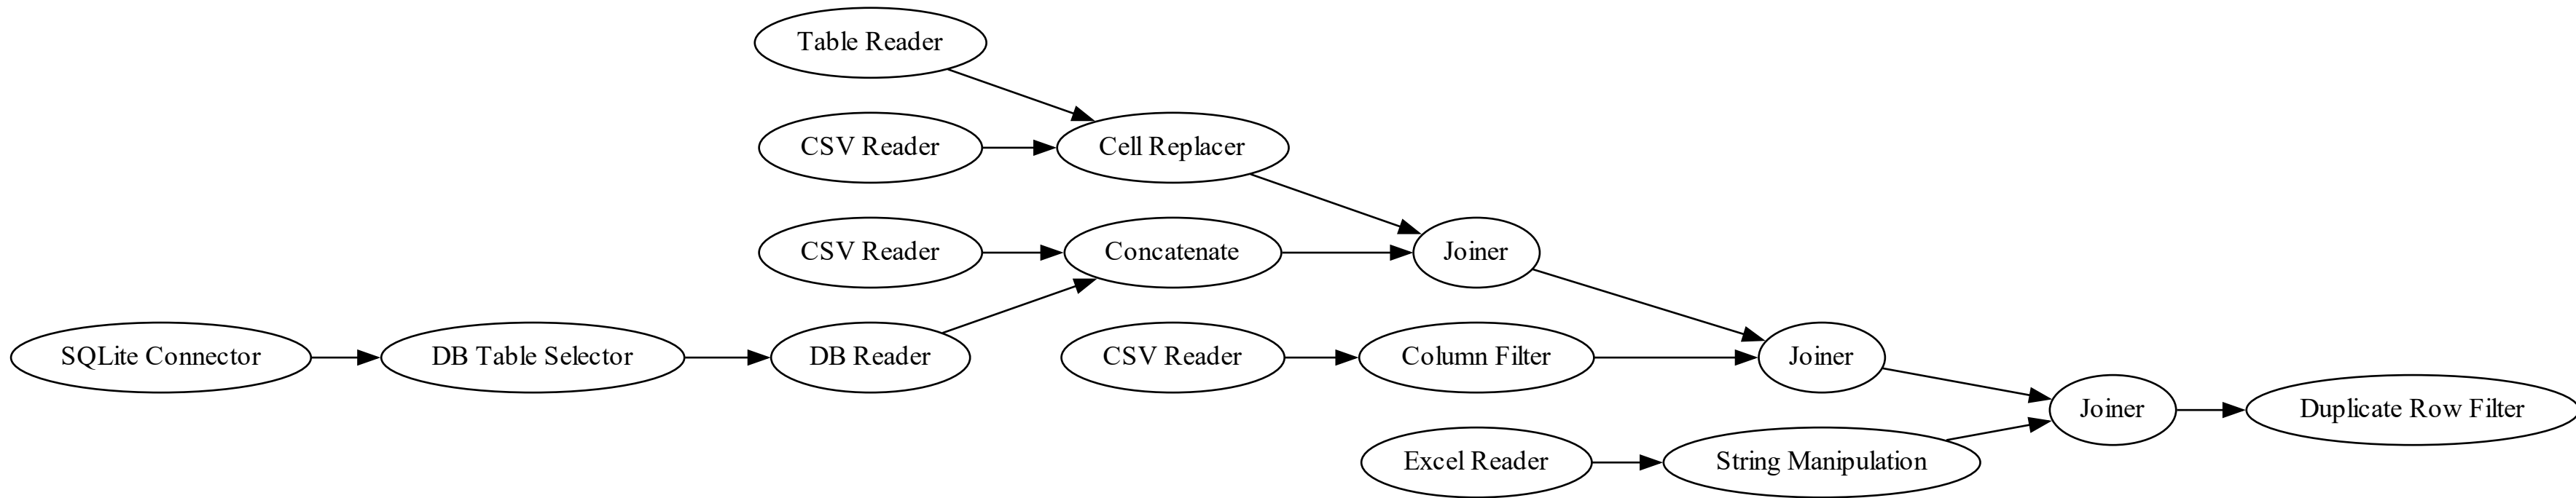 Table Reader
CSV Reader
Cell Replacer
CSV Reader
Concatenate
Joiner
SQLite Connector
DB Table Selector
DB Reader
CSV Reader
Column Filter
Joiner
Joiner
Duplicate Row Filter
Excel Reader
String Manipulation